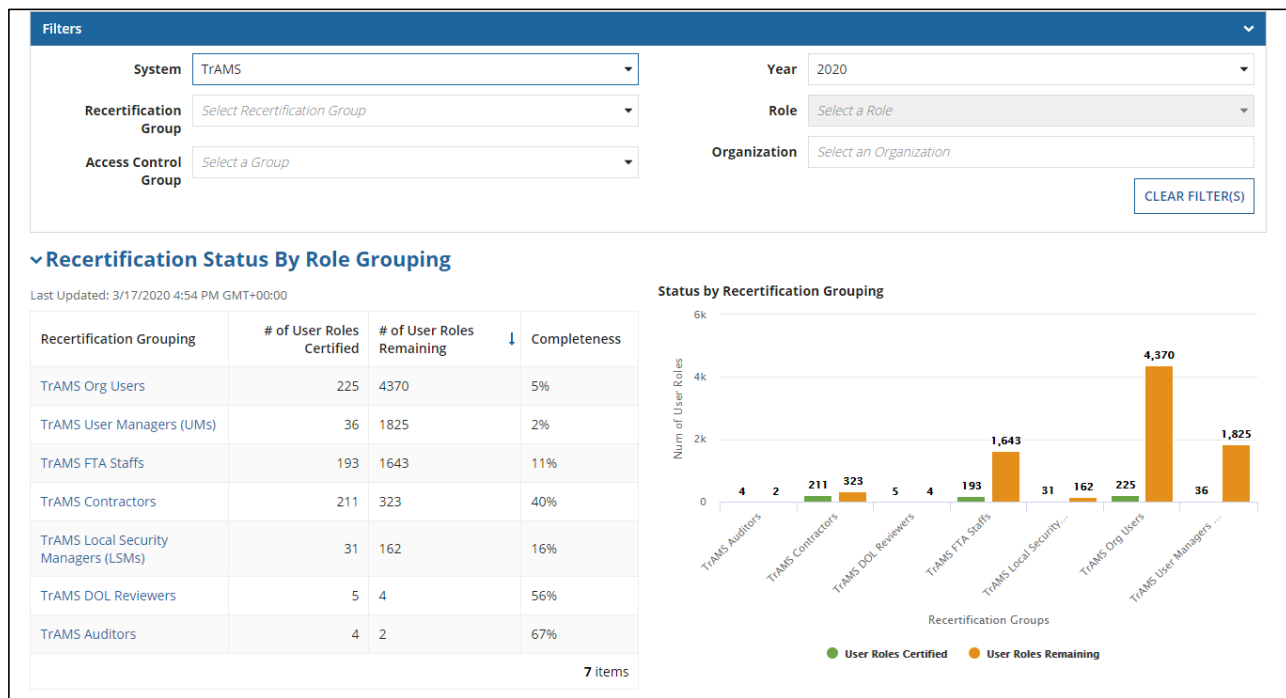 Filters
System TrAMS Year 2020
Recertification Group Select Recertification Group Role Select a Role
Access Control Group Select a Group Organization Select an Organization
CLEAR FILTER(S)
Recertification Status By Role Grouping
Last Updated: 3/17/2020 4:54 PM GMT+00:00
Recertification Grouping # of User Roles Certified # of User Roles Remaining ↓ Completeness
TrAMS Org Users 225 4370 5%
TrAMS User Managers (UMs) 36 1825 2%
TrAMS FTA Staffs 193 1643 11%
TrAMS Contractors 211 323 40%
TrAMS Local Security Managers (LSMs) 31 162 16%
TrAMS DOL Reviewers 5 4 56%
TrAMS Auditors 4 2 67%
7 items
Status by Recertification Grouping
Num of User Roles
6k
4k
2k
0
4 2 211 323 5 4 193 1,643 31 162 225 4,370 36 1,825
TrAMS Auditors
TrAMS Contractors
TrAMS DOL Reviewers
TrAMS FTA Staffs
TrAMS Local Security...
TrAMS Org Users
TrAMS User Managers ...
Recertification Groups
User Roles Certified User Roles Remaining